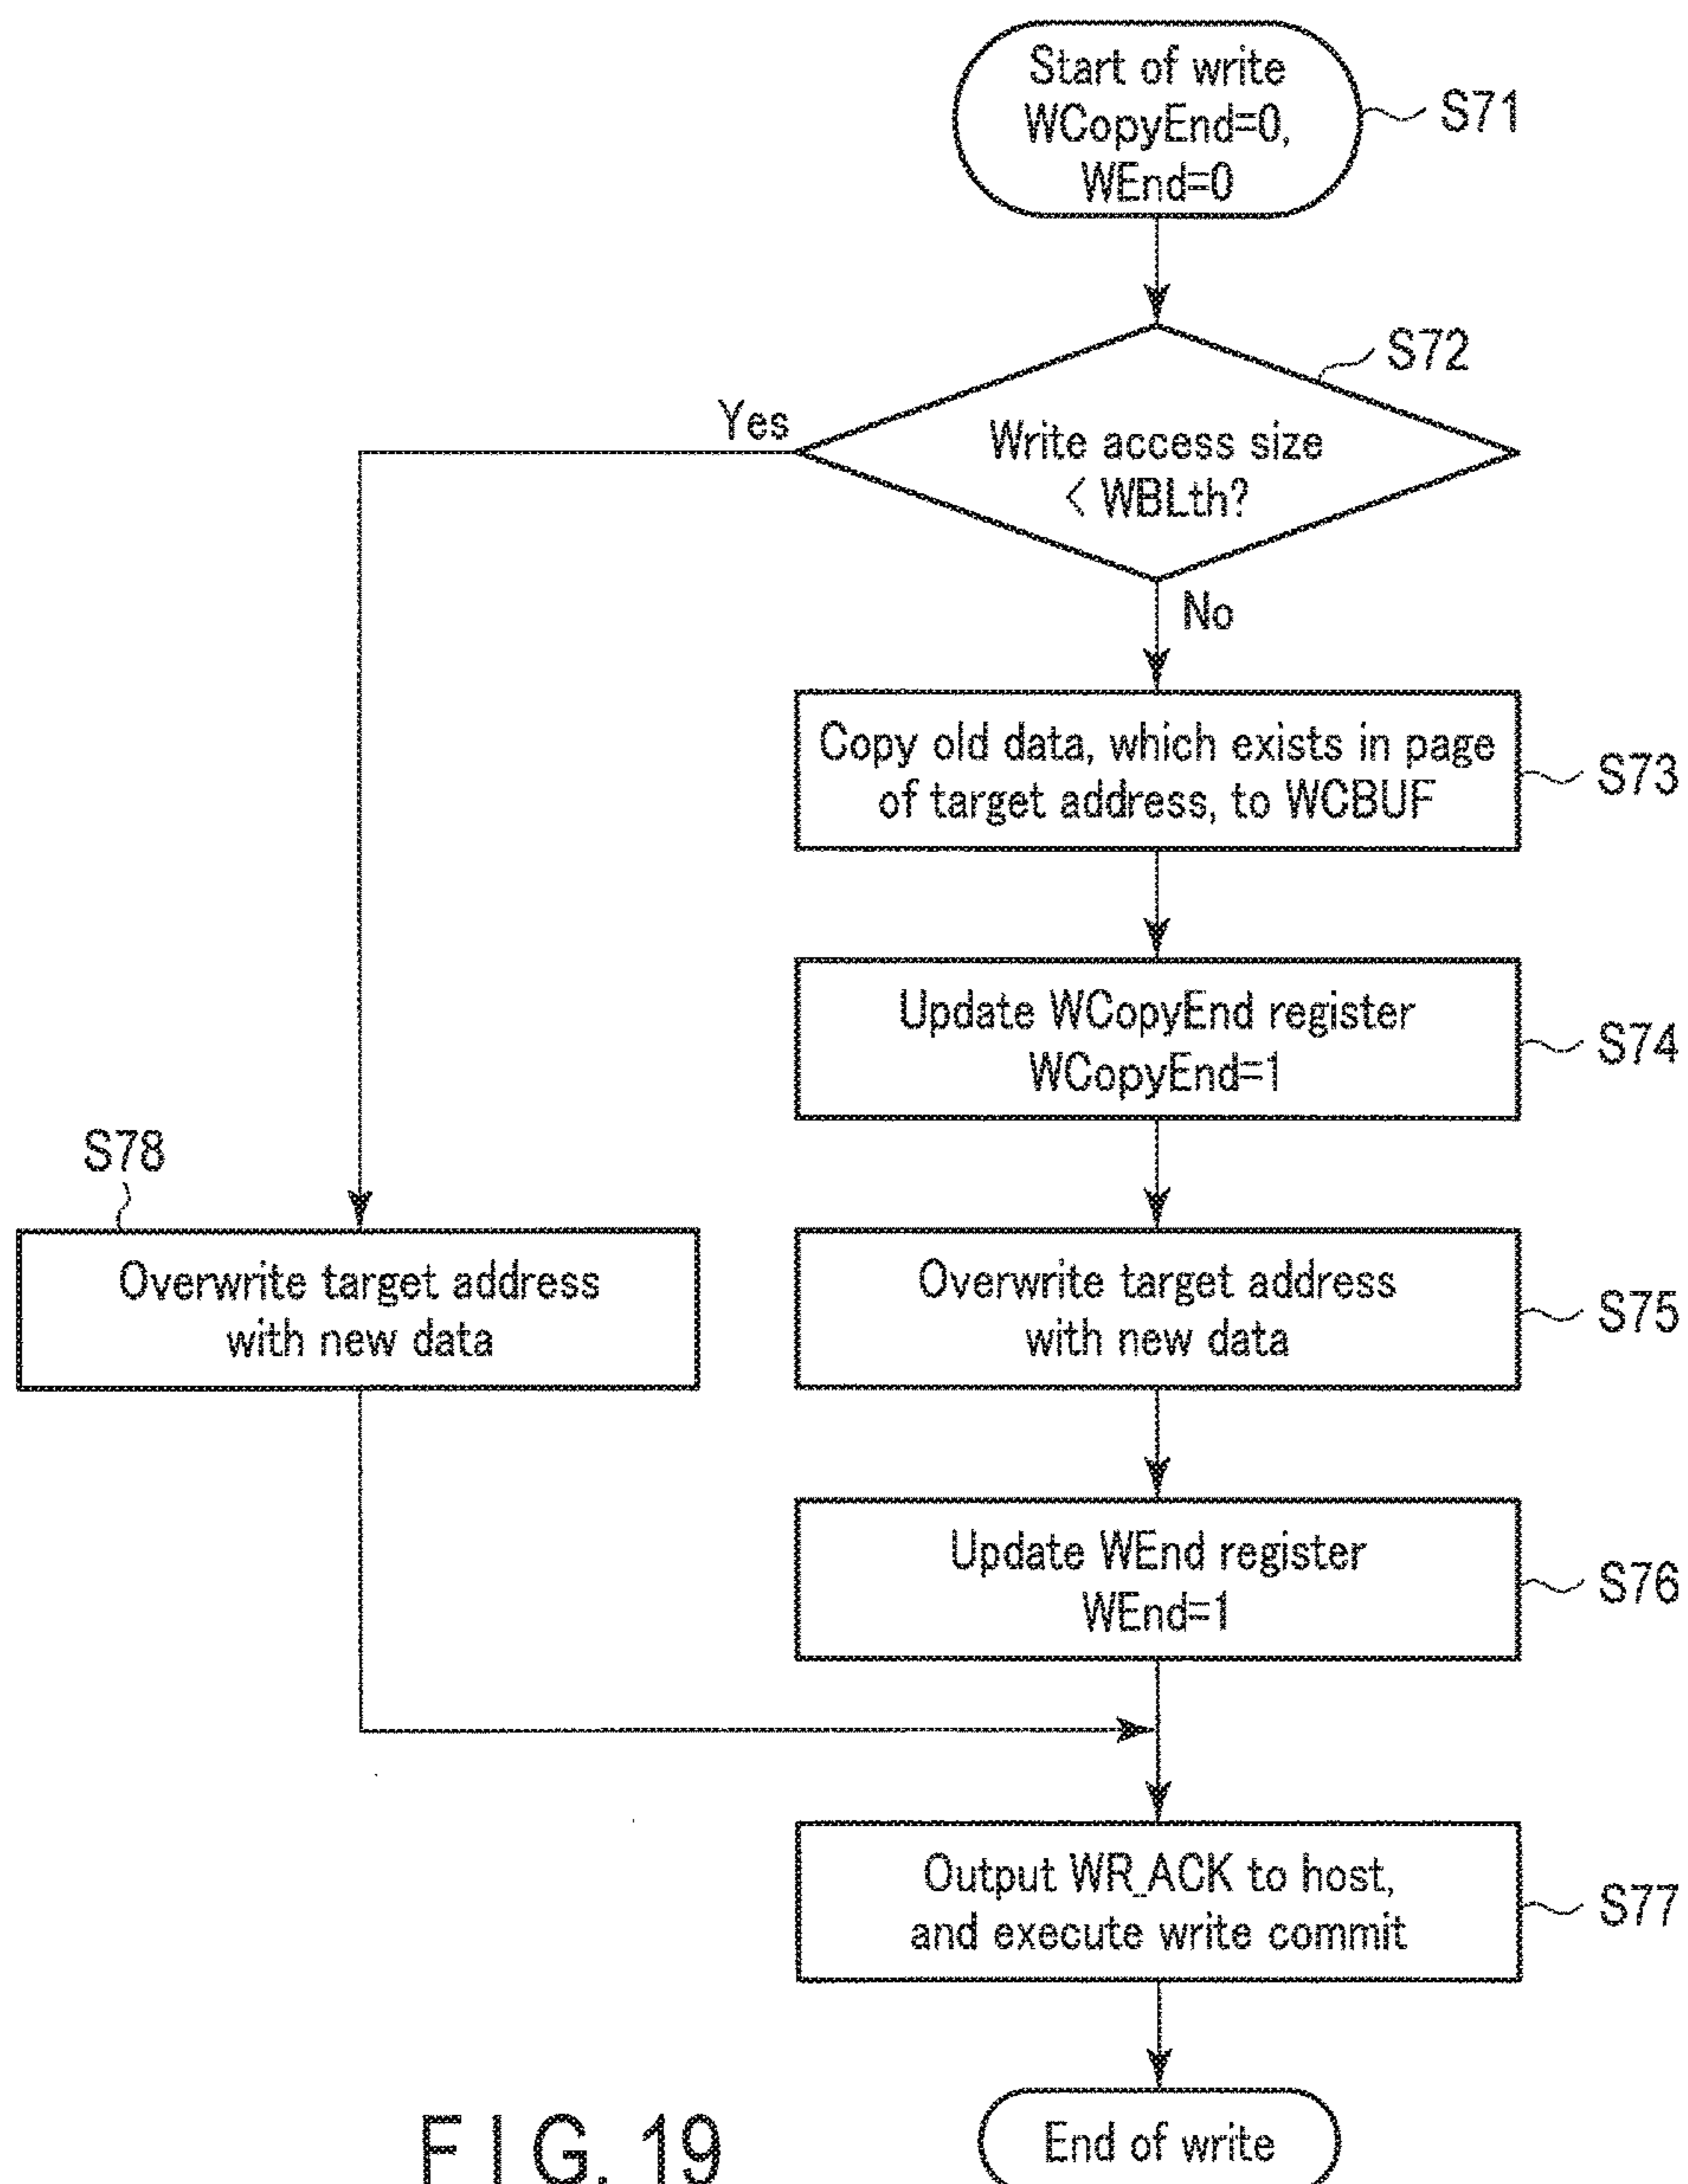 Start of write
WCopyEnd=0,
WEnd=0
S71
S72
Yes
Write access size
< WBLth?
No
Copy old data, which exists in page
of target address, to WCBUF
S73
Update WCopyEnd register
WCopyEnd=1
S74
S78
Overwrite target address
with new data
Overwrite target address
with new data
S75
Update WEnd register
WEnd=1
S76
Output WR_ACK to host,
and execute write commit
S77
End of write
FIG. 19